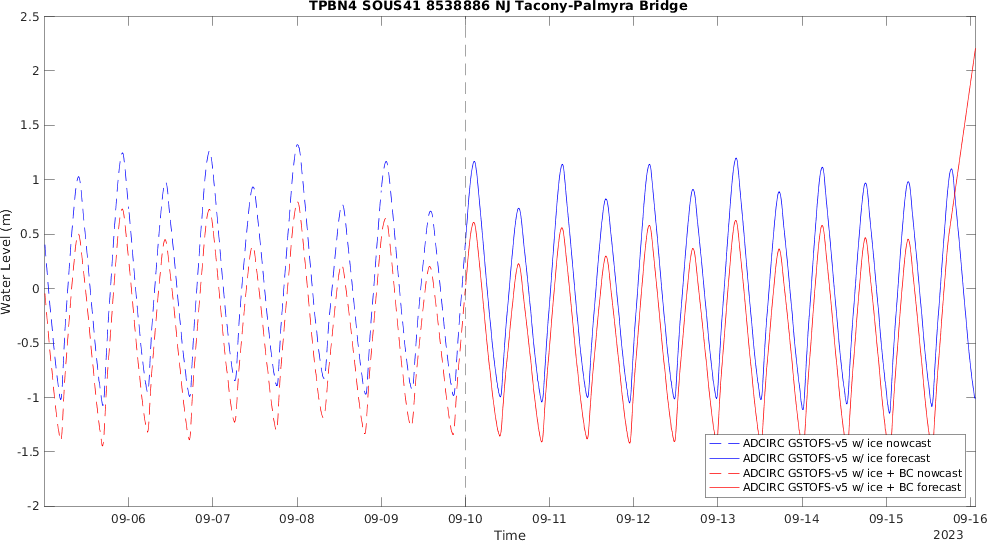 TPBN4 SOUS41 8538886 NJ Tacony-Palmyra Bridge
2.5
2
1.5
1
0.5
0
-0.5
-1
-1.5
-2
Water Level (m)
ADCIRC GSTOFS-v5 w/ ice nowcast
ADCIRC GSTOFS-v5 w/ ice forecast
ADCIRC GSTOFS-v5 w/ ice + BC nowcast
ADCIRC GSTOFS-v5 w/ ice + BC forecast
09-06 09-07 09-08 09-09 09-10 09-11 09-12 09-13 09-14 09-15 09-16
Time
2023